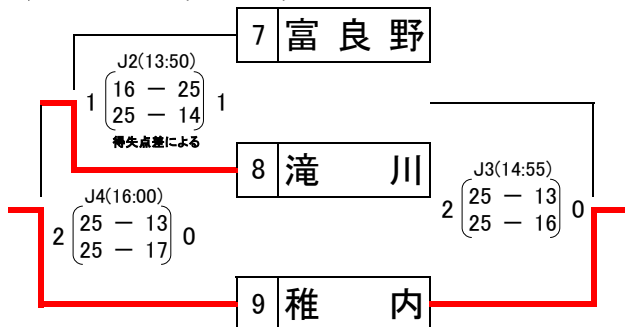 7 富良野
J2(13:50)
1 16 － 25 1
25 － 14
得失点差による
8 滝川
J3(14:55)
2 25 － 13 0
25 － 16
J4(16:00)
2 25 － 13 0
25 － 17
9 稚内